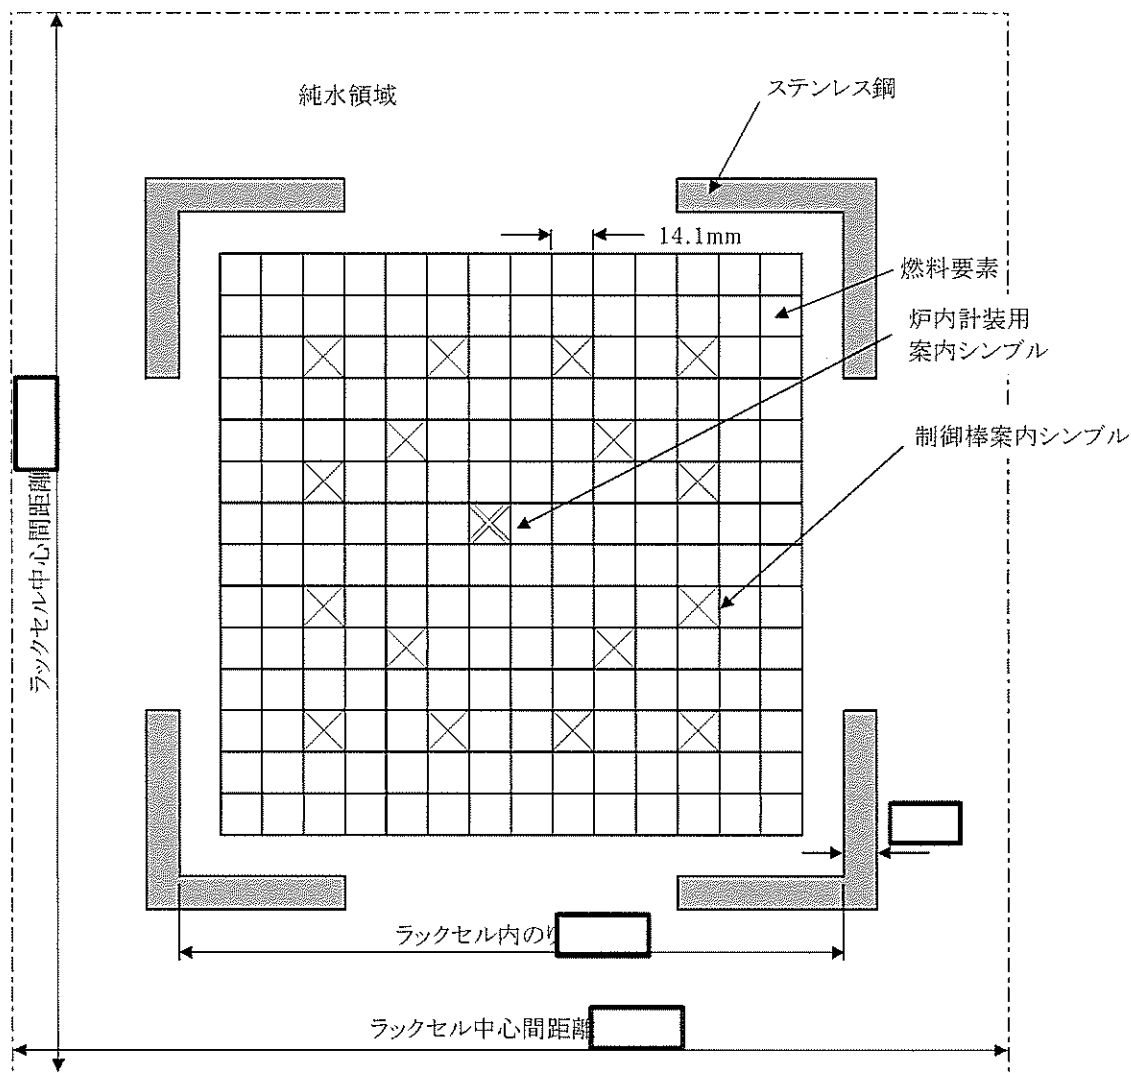 純水領域
ステンレス鋼
14.1mm
燃料要素
炉内計装用
案内シンブル
制御棒案内シンブル
ラックセル中心間距離
ラックセル内のり
ラックセル中心間距離